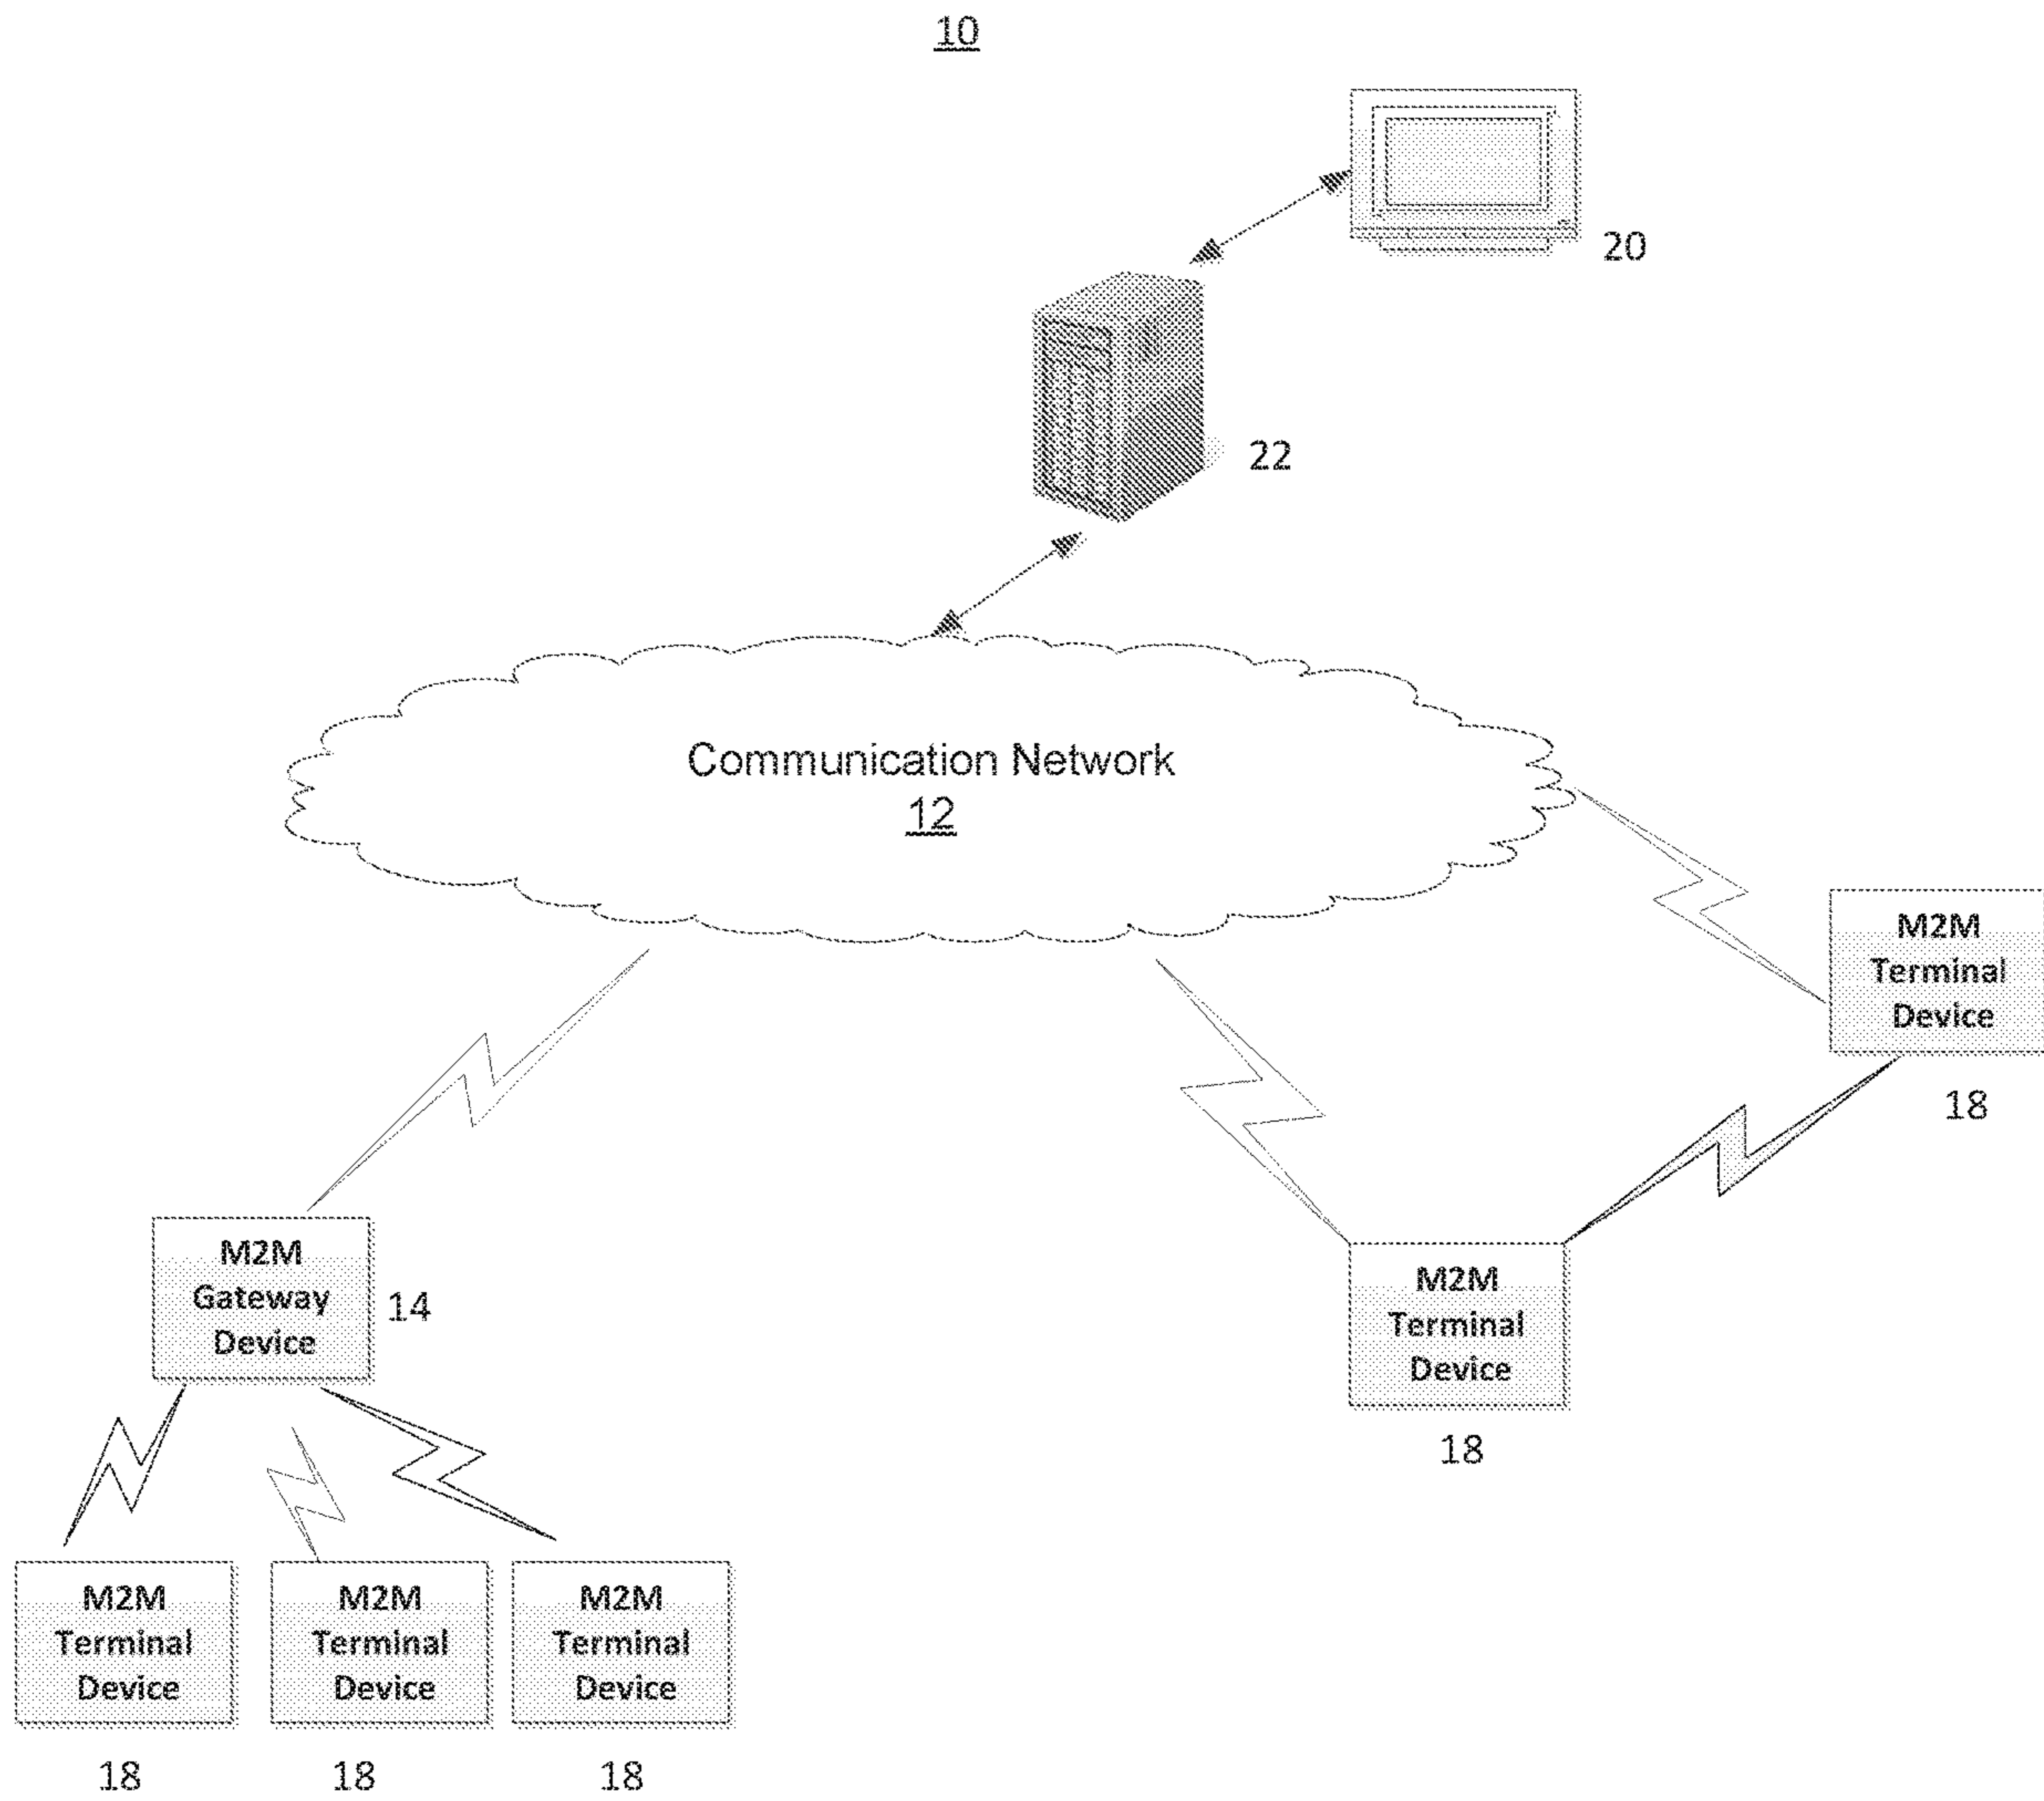 10
20
22
Communication Network
12
M2M
Terminal
Device
18
M2M
Gateway
Device
14
M2M
Terminal
Device
18
M2M
Terminal
Device
18
M2M
Terminal
Device
18
M2M
Terminal
Device
18